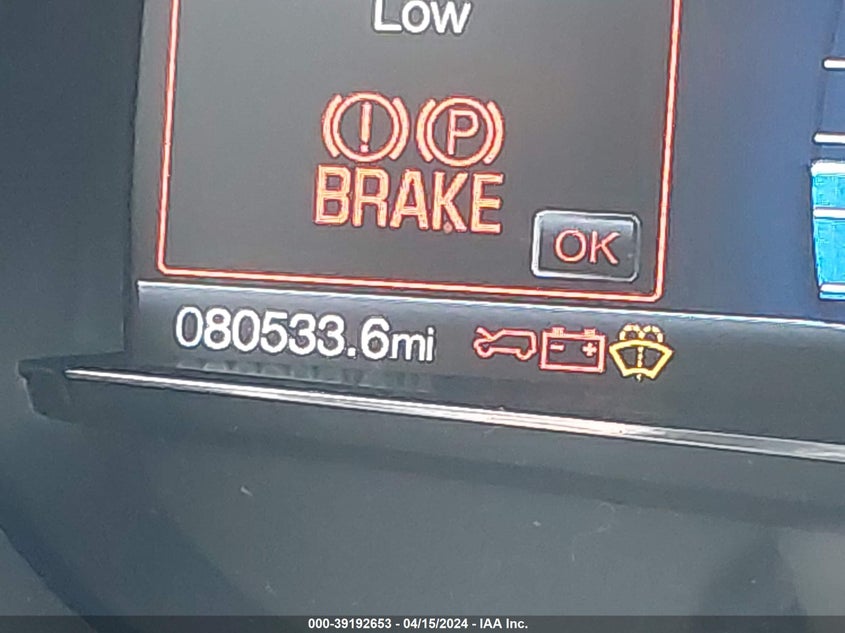 Low
(!) (P)
BRAKE
OK
080533.6mi
- +
000-39192653 - 04/15/2024 - IAA Inc.